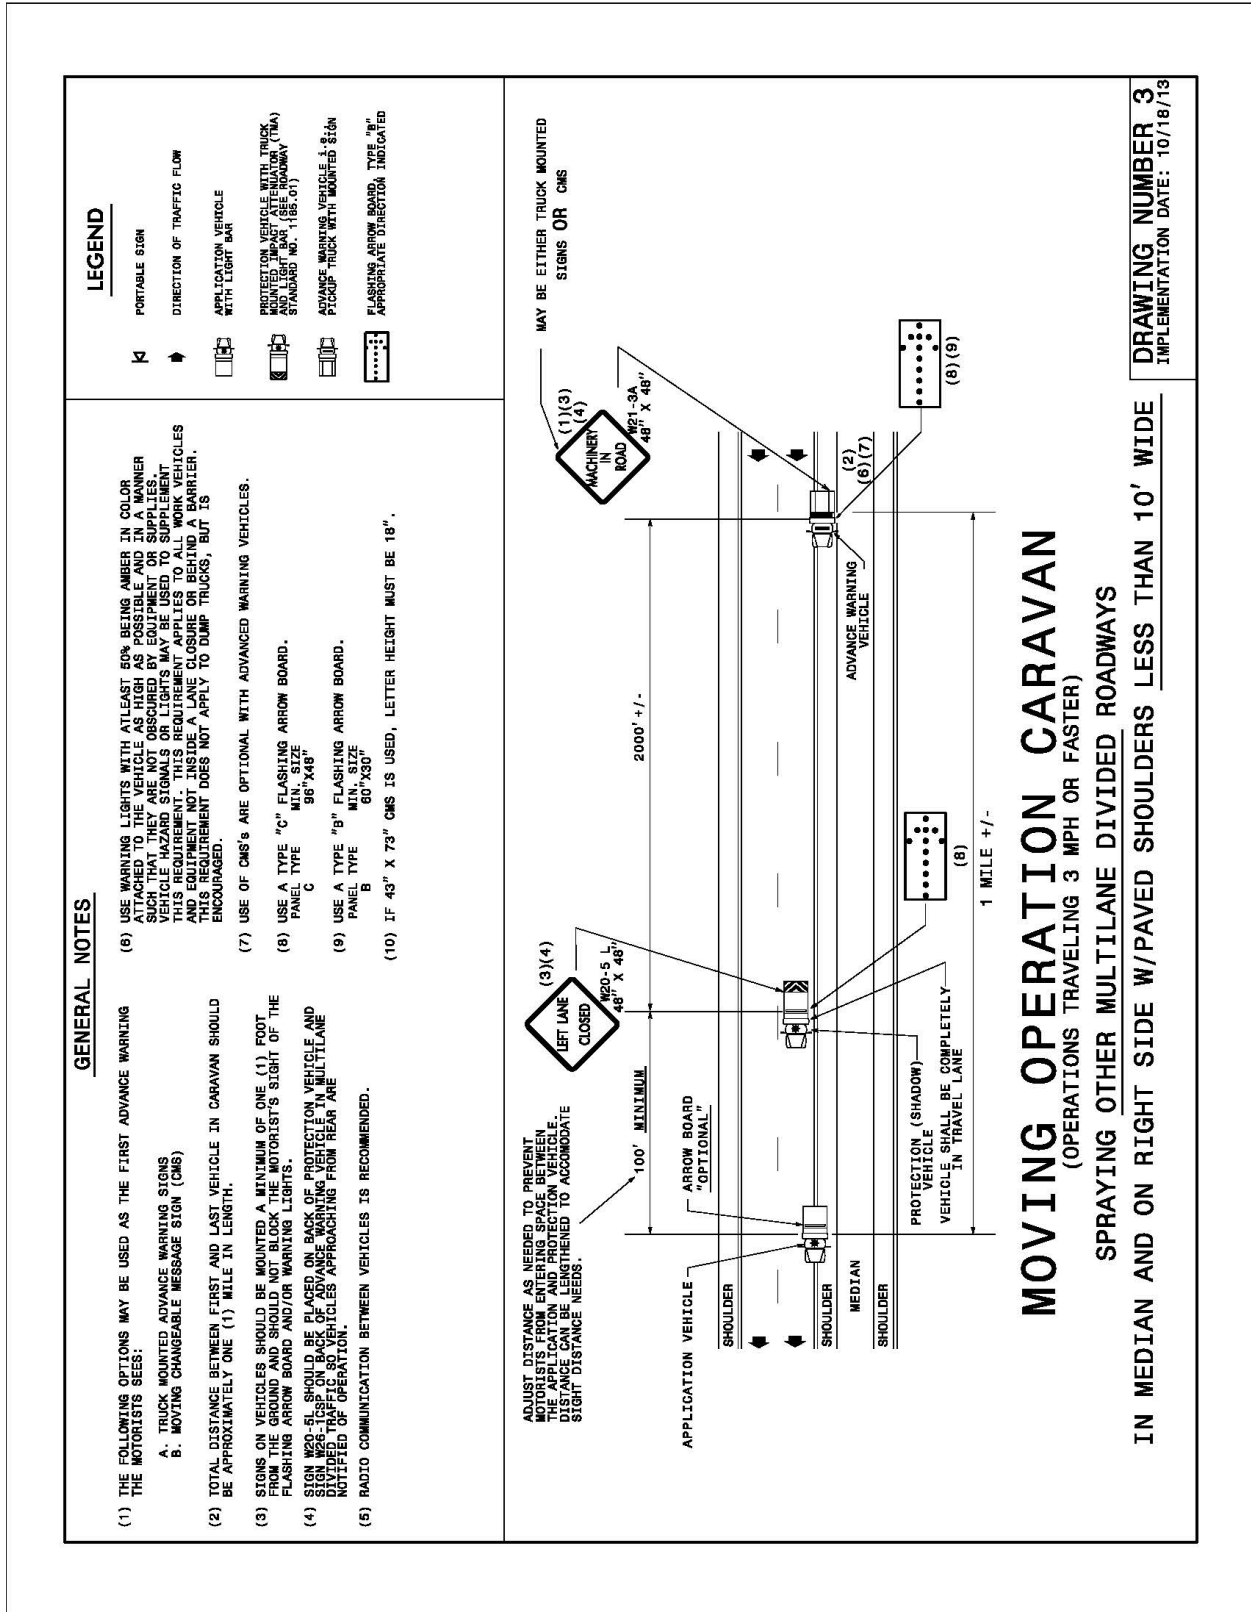 GENERAL NOTES
(1) THE FOLLOWING OPTIONS MAY BE USED AS THE FIRST ADVANCE WARNING
THE MOTORISTS SEES:
A. TRUCK MOUNTED ADVANCE WARNING SIGNS
B. MOVING CHANGEABLE MESSAGE SIGN (CMS)
(2) TOTAL DISTANCE BETWEEN FIRST AND LAST VEHICLE IN CARAVAN SHOULD
BE APPROXIMATELY ONE (1) MILE IN LENGTH.
(3) SIGNS ON VEHICLES SHOULD BE MOUNTED A MINIMUM OF ONE (1) FOOT
FROM THE GROUND AND SHOULD NOT BLOCK THE MOTORIST'S SIGHT OF THE
FLASHING ARROW BOARD AND/OR WARNING LIGHTS.
(4) SIGN W20-5L SHOULD BE PLACED ON BACK OF PROTECTION VEHICLE AND
SIGN W26-1CSP ON BACK OF ADVANCE WARNING VEHICLE IN MULTILANE
DIVIDED TRAFFIC SO VEHICLES APPROACHING FROM REAR ARE
NOTIFIED OF OPERATION.
(5) RADIO COMMUNICATION BETWEEN VEHICLES IS RECOMMENDED.
(6) USE WARNING LIGHTS WITH ATLEAST 50% BEING AMBER IN COLOR
ATTACHED TO THE VEHICLE AS HIGH AS POSSIBLE AND IN A MANNER
SUCH THAT THEY ARE NOT OBSCURED BY EQUIPMENT OR SUPPLIES.
VEHICLE HAZARD SIGNALS OR LIGHTS MAY BE USED TO SUPPLEMENT
THIS REQUIREMENT. THIS REQUIREMENT APPLIES TO ALL WORK VEHICLES
AND EQUIPMENT NOT INSIDE A LANE CLOSURE OR BEHIND A BARRIER.
THIS REQUIREMENT DOES NOT APPLY TO DUMP TRUCKS, BUT IS
ENCOURAGED.
(7) USE OF CMS's ARE OPTIONAL WITH ADVANCED WARNING VEHICLES.
(8) USE A TYPE "C" FLASHING ARROW BOARD.
PANEL TYPE MIN. SIZE
C 96"X48"
(9) USE A TYPE "B" FLASHING ARROW BOARD.
PANEL TYPE MIN. SIZE
B 60"X30"
(10) IF 43" X 73" CMS IS USED, LETTER HEIGHT MUST BE 18".
LEGEND
PORTABLE SIGN
DIRECTION OF TRAFFIC FLOW
APPLICATION VEHICLE
WITH LIGHT BAR
PROTECTION VEHICLE WITH TRUCK
MOUNTED IMPACT ATTENUATOR (TMA)
AND LIGHT BAR (SEE ROADWAY
STANDARD NO. 1165.01)
ADVANCE WARNING VEHICLE i.e.,
PICKUP TRUCK WITH MOUNTED SIGN
FLASHING ARROW BOARD, TYPE "B"
APPROPRIATE DIRECTION INDICATED
ADJUST DISTANCE AS NEEDED TO PREVENT
MOTORISTS FROM ENTERING SPACE BETWEEN
THE APPLICATION AND PROTECTION VEHICLE.
DISTANCE CAN BE LENGTHENED TO ACCOMODATE
SIGHT DISTANCE NEEDS.
LEFT LANE
CLOSED
(3)(4)
W20-5 L
48" X 48"
MACHINERY
IN
ROAD
(1)(3)
(4)
W21-3A
48" X 48"
MAY BE EITHER TRUCK MOUNTED
SIGNS OR CMS
100' MINIMUM
2000'+/-
APPLICATION VEHICLE
ARROW BOARD
"OPTIONAL"
SHOULDER
SHOULDER
MEDIAN
SHOULDER
ADVANCE WARNING
VEHICLE
(2)
(6)(7)
PROTECTION (SHADOW)
VEHICLE
VEHICLE SHALL BE COMPLETELY
IN TRAVEL LANE
(8)
(8)(9)
1 MILE +/-
MOVING OPERATION CARAVAN
(OPERATIONS TRAVELING 3 MPH OR FASTER)
SPRAYING OTHER MULTILANE DIVIDED ROADWAYS
IN MEDIAN AND ON RIGHT SIDE W/PAVED SHOULDERS LESS THAN 10' WIDE
DRAWING NUMBER 3
IMPLEMENTATION DATE: 10/18/13